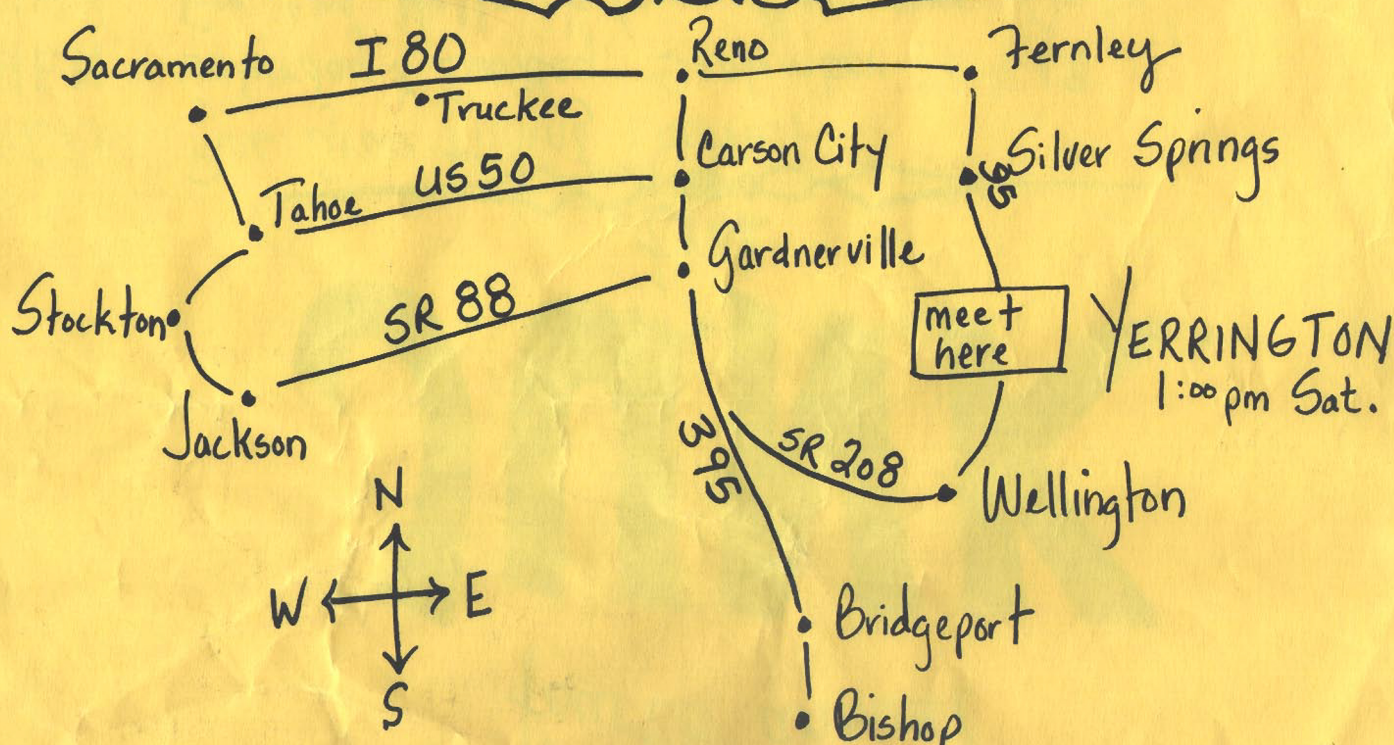 Sacramento
I 80
Reno
Fernley
Truckee
Carson City
Silver Springs
95
US 50
Tahoe
Gardnerville
Stockton
SR 88
meet
here
YERRINGTON
1:00 pm Sat.
Jackson
395
SR 208
Wellington
N
W
E
S
Bridgeport
Bishop